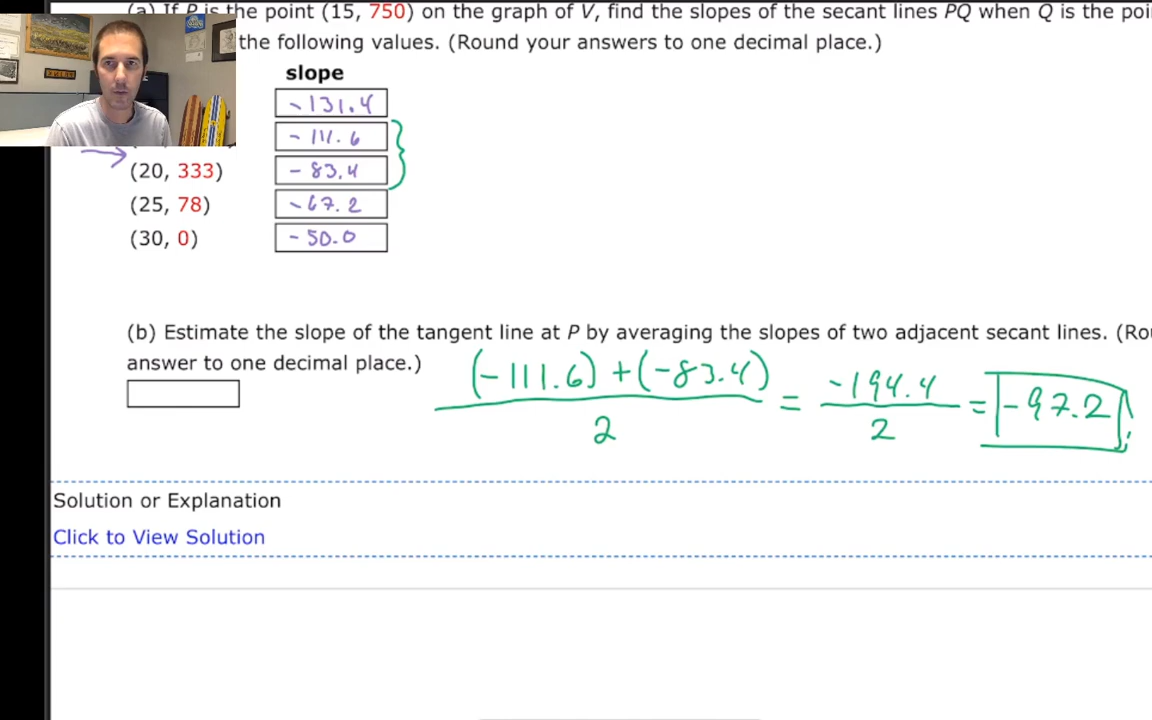 (a) If P is the point (15, 750) on the graph of V, find the slopes of the secant lines PQ when Q is the poi
the following values. (Round your answers to one decimal place.)
slope
-131.4
-111.6
(20, 333) -83.4
(25, 78) -67.2
(30, 0) -50.0
(b) Estimate the slope of the tangent line at P by averaging the slopes of two adjacent secant lines. (Ro
answer to one decimal place.)
(-111.6) + (-83.4) / 2 = -194.4 / 2 = -97.2
Solution or Explanation
Click to View Solution